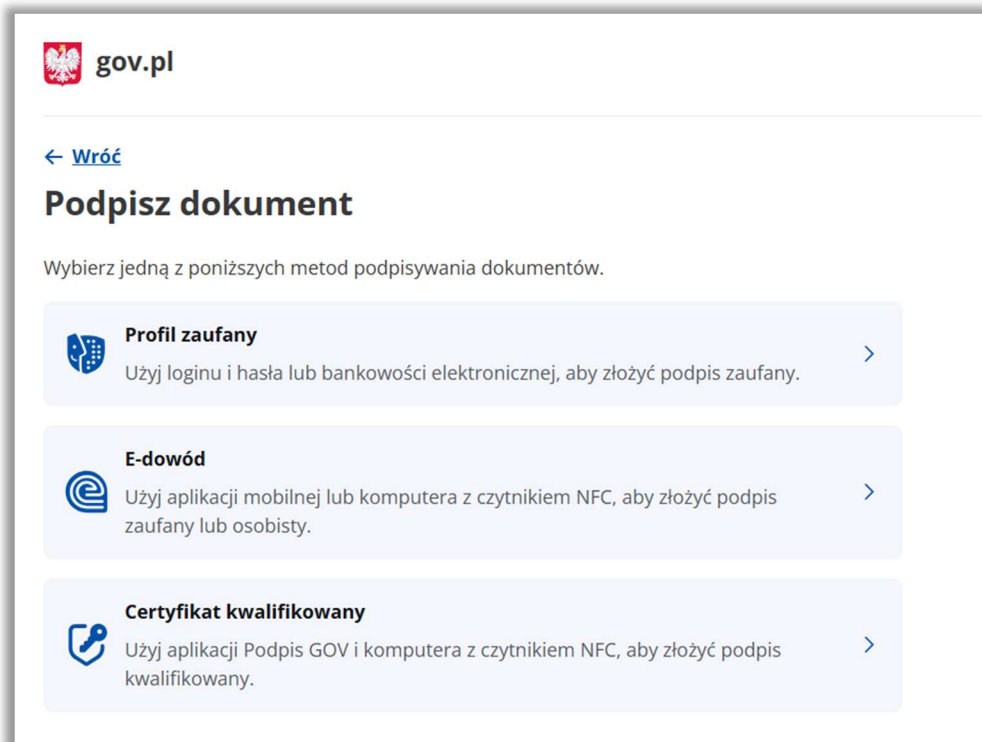 gov.pl
← Wróć
Podpisz dokument
Wybierz jedną z poniższych metod podpisywania dokumentów.
Profil zaufany
Użyj loginu i hasła lub bankowości elektronicznej, aby złożyć podpis zaufany.
E-dowód
Użyj aplikacji mobilnej lub komputera z czytnikiem NFC, aby złożyć podpis
zaufany lub osobisty.
Certyfikat kwalifikowany
Użyj aplikacji Podpis GOV i komputera z czytnikiem NFC, aby złożyć podpis
kwalifikowany.